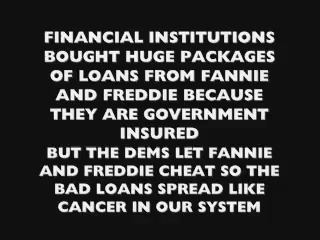 FINANCIAL INSTITUTIONS
BOUGHT HUGE PACKAGES
OF LOANS FROM FANNIE
AND FREDDIE BECAUSE
THEY ARE GOVERNMENT
INSURED
BUT THE DEMS LET FANNIE
AND FREDDIE CHEAT SO THE
BAD LOANS SPREAD LIKE
CANCER IN OUR SYSTEM